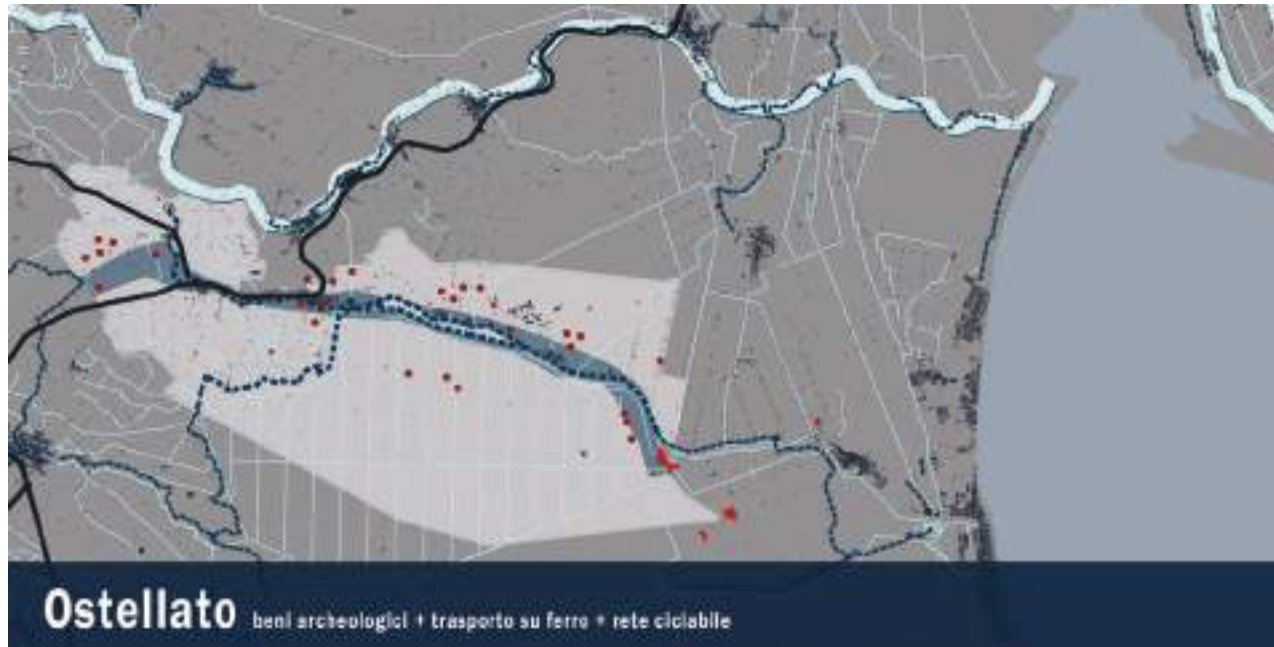 Ostellato beni archeologici + trasporto su ferro + rete ciclabile